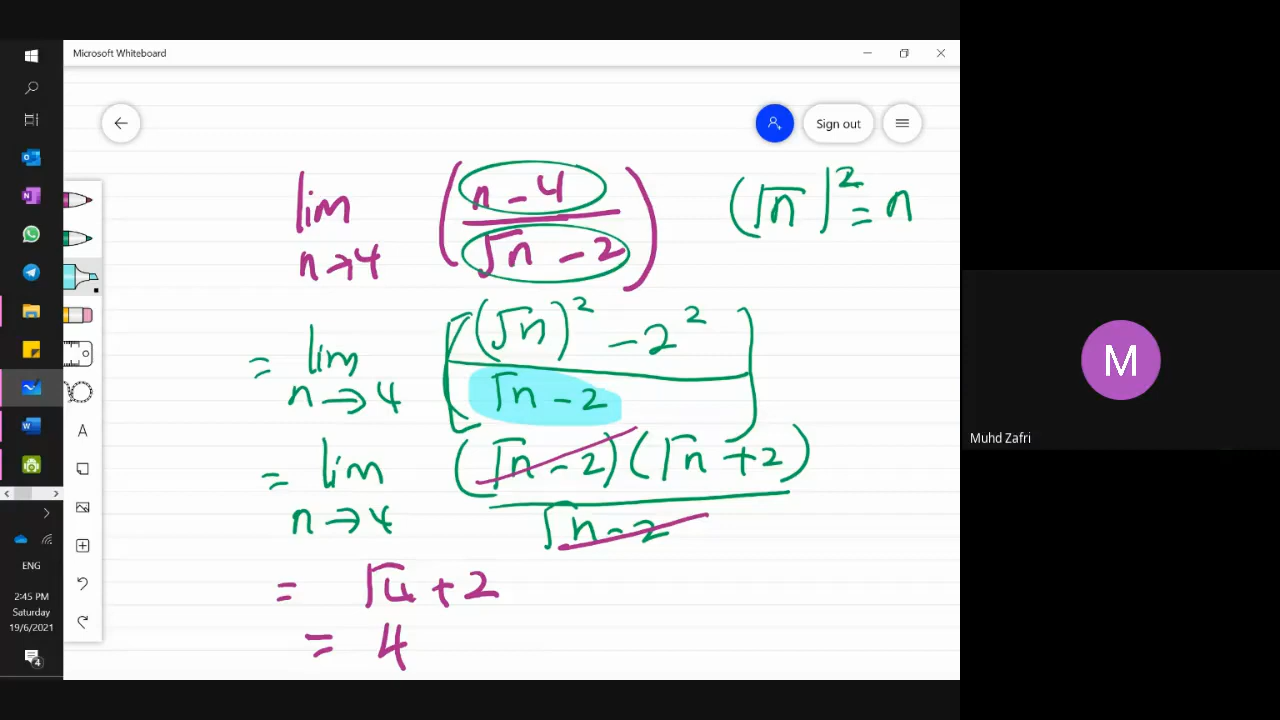 Microsoft Whiteboard
Sign out
lim n→4 (n - 4 / √n - 2)
(√n)² = n
= lim n→4 [(√n)² - 2² / √n - 2]
= lim n→4 (√n - 2)(√n + 2) / √n - 2
= √4 + 2
= 4
A
ENG
2:45 PM
Saturday
19/6/2021
4
M
Muhd Zafri